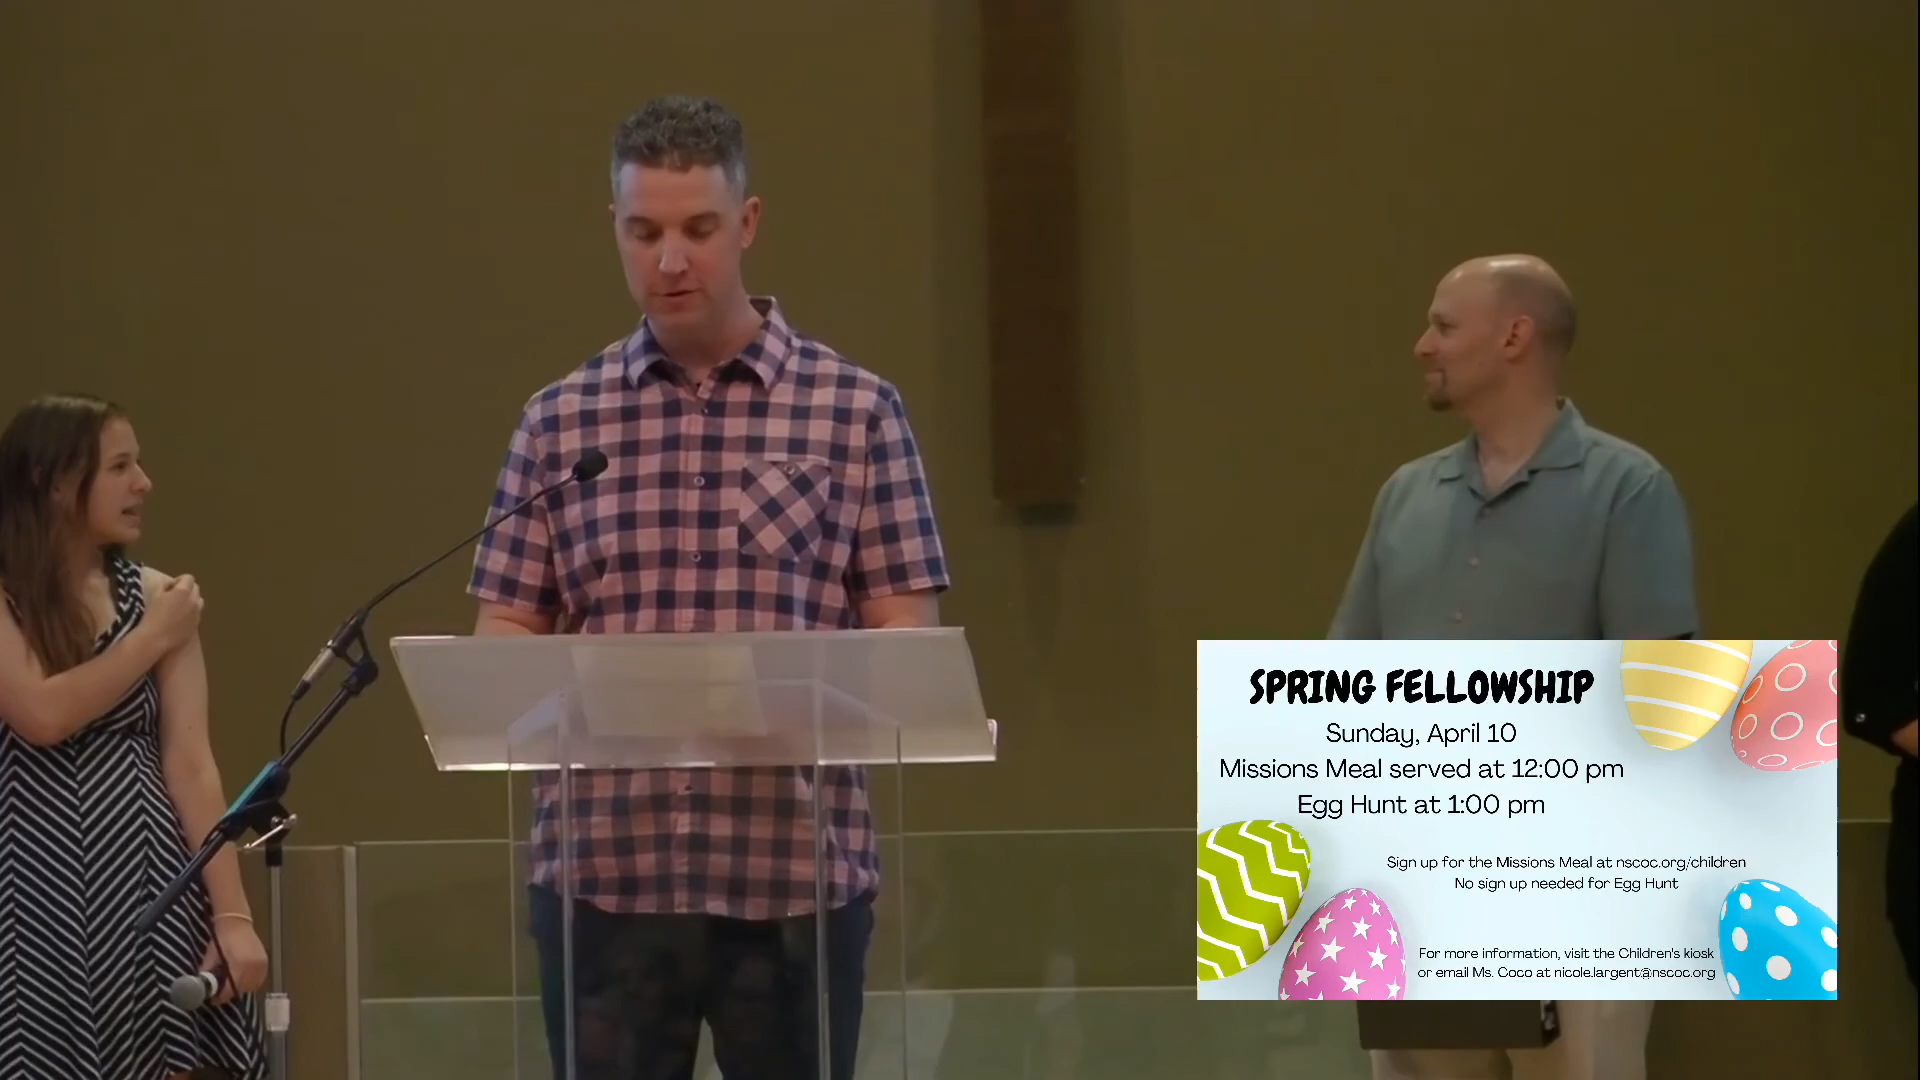 SPRING FELLOWSHIP
Sunday, April 10
Missions Meal served at 12:00 pm
Egg Hunt at 1:00 pm
Sign up for the Missions Meal at nscoc.org/children
No sign up needed for Egg Hunt
For more information, visit the Children's kiosk
or email Ms. Coco at nicole.largent@nscoc.org